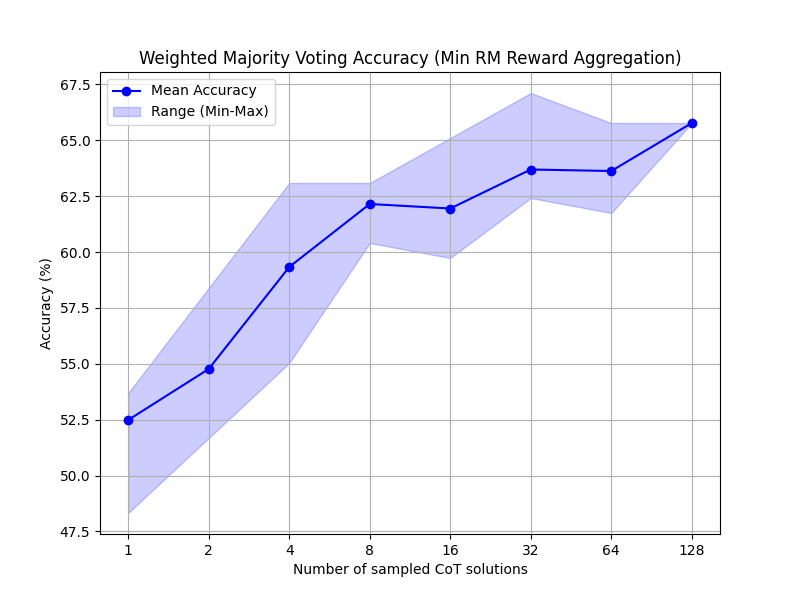 Weighted Majority Voting Accuracy (Min RM Reward Aggregation)
Mean Accuracy
Range (Min-Max)
67.5
65.0
62.5
60.0
57.5
55.0
52.5
50.0
47.5
Accuracy (%)
1 2 4 8 16 32 64 128
Number of sampled CoT solutions